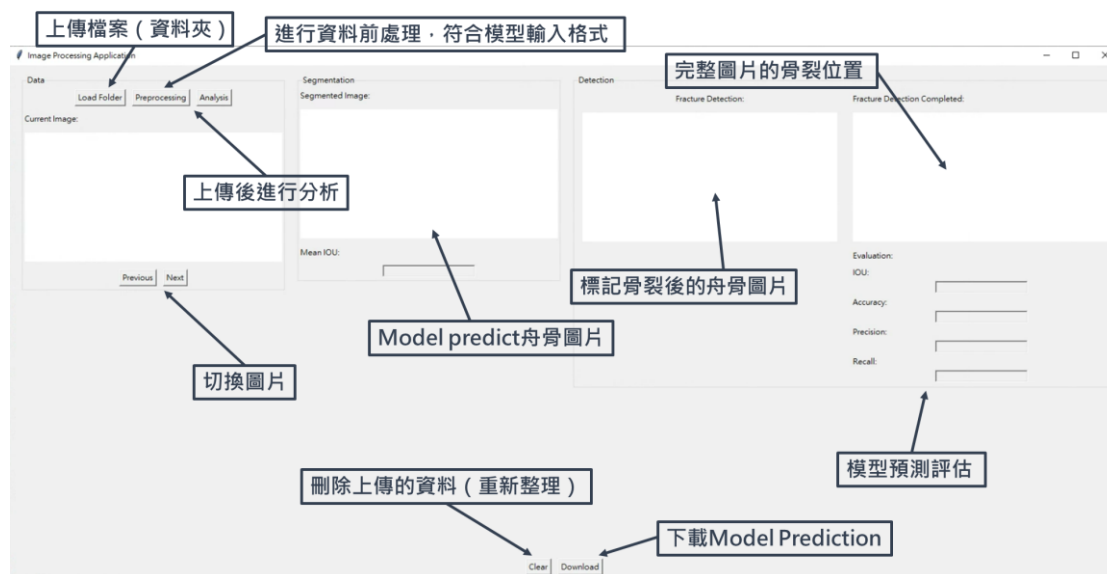 上傳檔案（資料夾）
進行資料前處理，符合模型輸入格式
Image Processing Application
完整圖片的骨裂位置
Data
Load Folder
Preprocessing
Analysis
Current Image:
上傳後進行分析
Previous
Next
切換圖片
Segmentation
Segmented Image:
Mean IOU:
Model predict舟骨圖片
Detection
Fracture Detection:
Fracture Detection Completed:
標記骨裂後的舟骨圖片
Evaluation:
IOU:
Accuracy:
Precision:
Recall:
模型預測評估
刪除上傳的資料（重新整理）
下載Model Prediction
Clear
Download